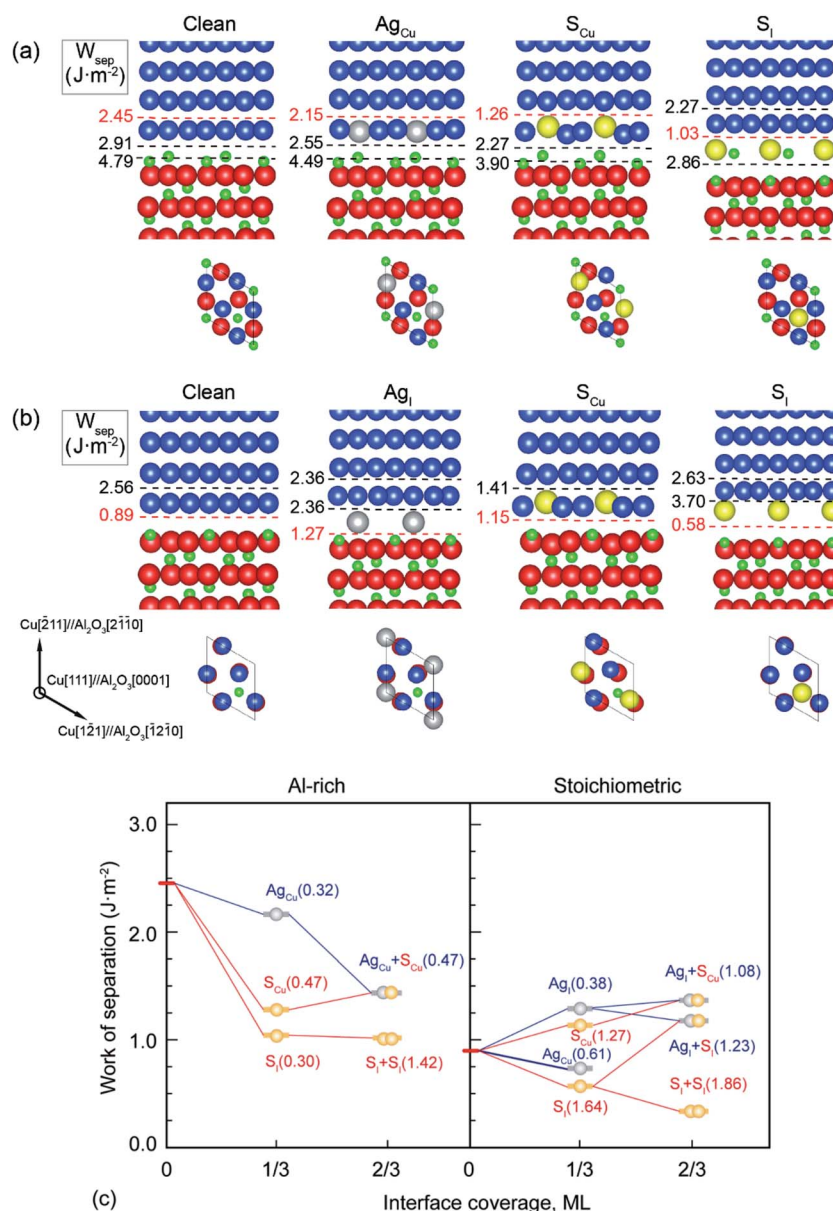 Clean Ag_Cu S_Cu S_I
(a) W_sep (J·m⁻²)
2.45 2.15 1.26 2.27
1.03
2.91 2.55 2.27
4.79 4.49 3.90 2.86
Clean Ag_I S_Cu S_I
(b) W_sep (J·m⁻²)
2.56 2.36 1.41 2.63
0.89 2.36 1.15 3.70
1.27 0.58
Cu[2̄11]//Al₂O₃[21̄1̄0]
Cu[111]//Al₂O₃[0001]
Cu[12̄1]//Al₂O₃[1̄21̄0]
Al-rich Stoichiometric
Work of separation (J·m⁻²)
3.0
2.0
1.0
0.0
Ag_Cu(0.32)
Ag_Cu+S_Cu(0.47)
S_Cu(0.47)
S_I(0.30) S_I+S_I(1.42)
Ag_I(0.38) Ag_I+S_Cu(1.08)
S_Cu(1.27)
Ag_Cu(0.61) Ag_I+S_I(1.23)
S_I(1.64) S_I+S_I(1.86)
0 1/3 2/3 0 1/3 2/3
(c) Interface coverage, ML